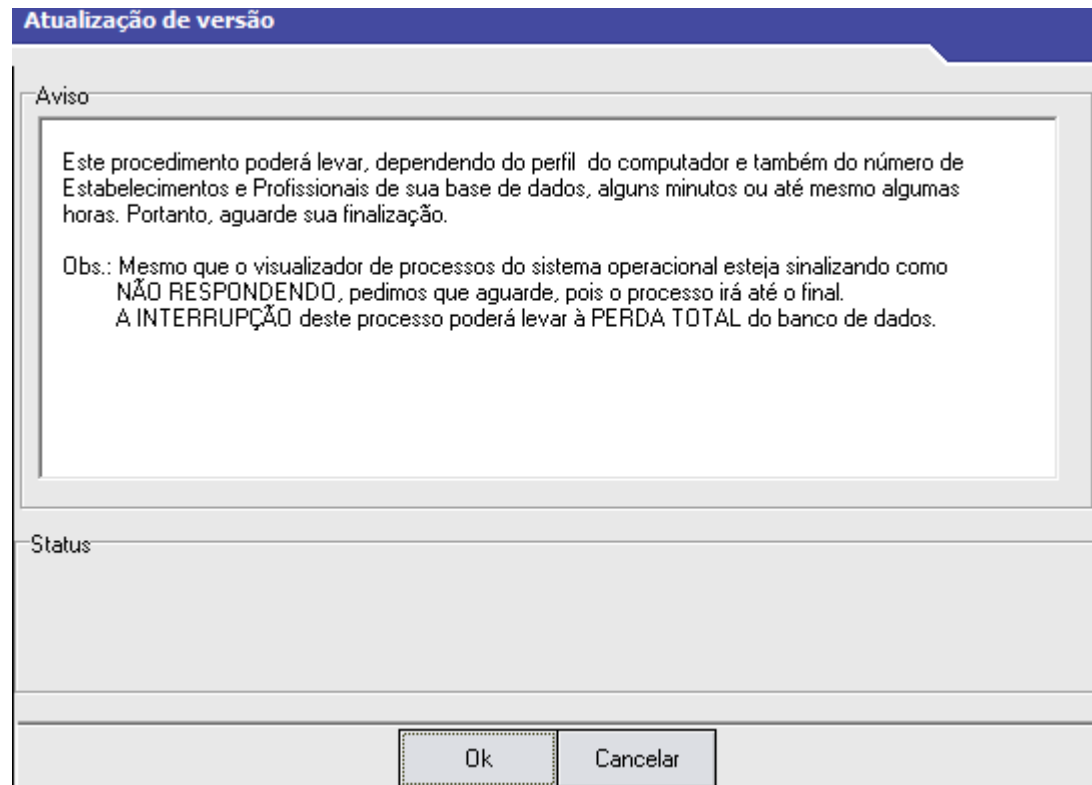 Atualização de versão
Aviso
Este procedimento poderá levar, dependendo do perfil do computador e também do número de
Estabelecimentos e Profissionais de sua base de dados, alguns minutos ou até mesmo algumas
horas. Portanto, aguarde sua finalização.
Obs.: Mesmo que o visualizador de processos do sistema operacional esteja sinalizando como
NÃO RESPONDENDO, pedimos que aguarde, pois o processo irá até o final.
A INTERRUPÇÃO deste processo poderá levar à PERDA TOTAL do banco de dados.
Status
Ok Cancelar